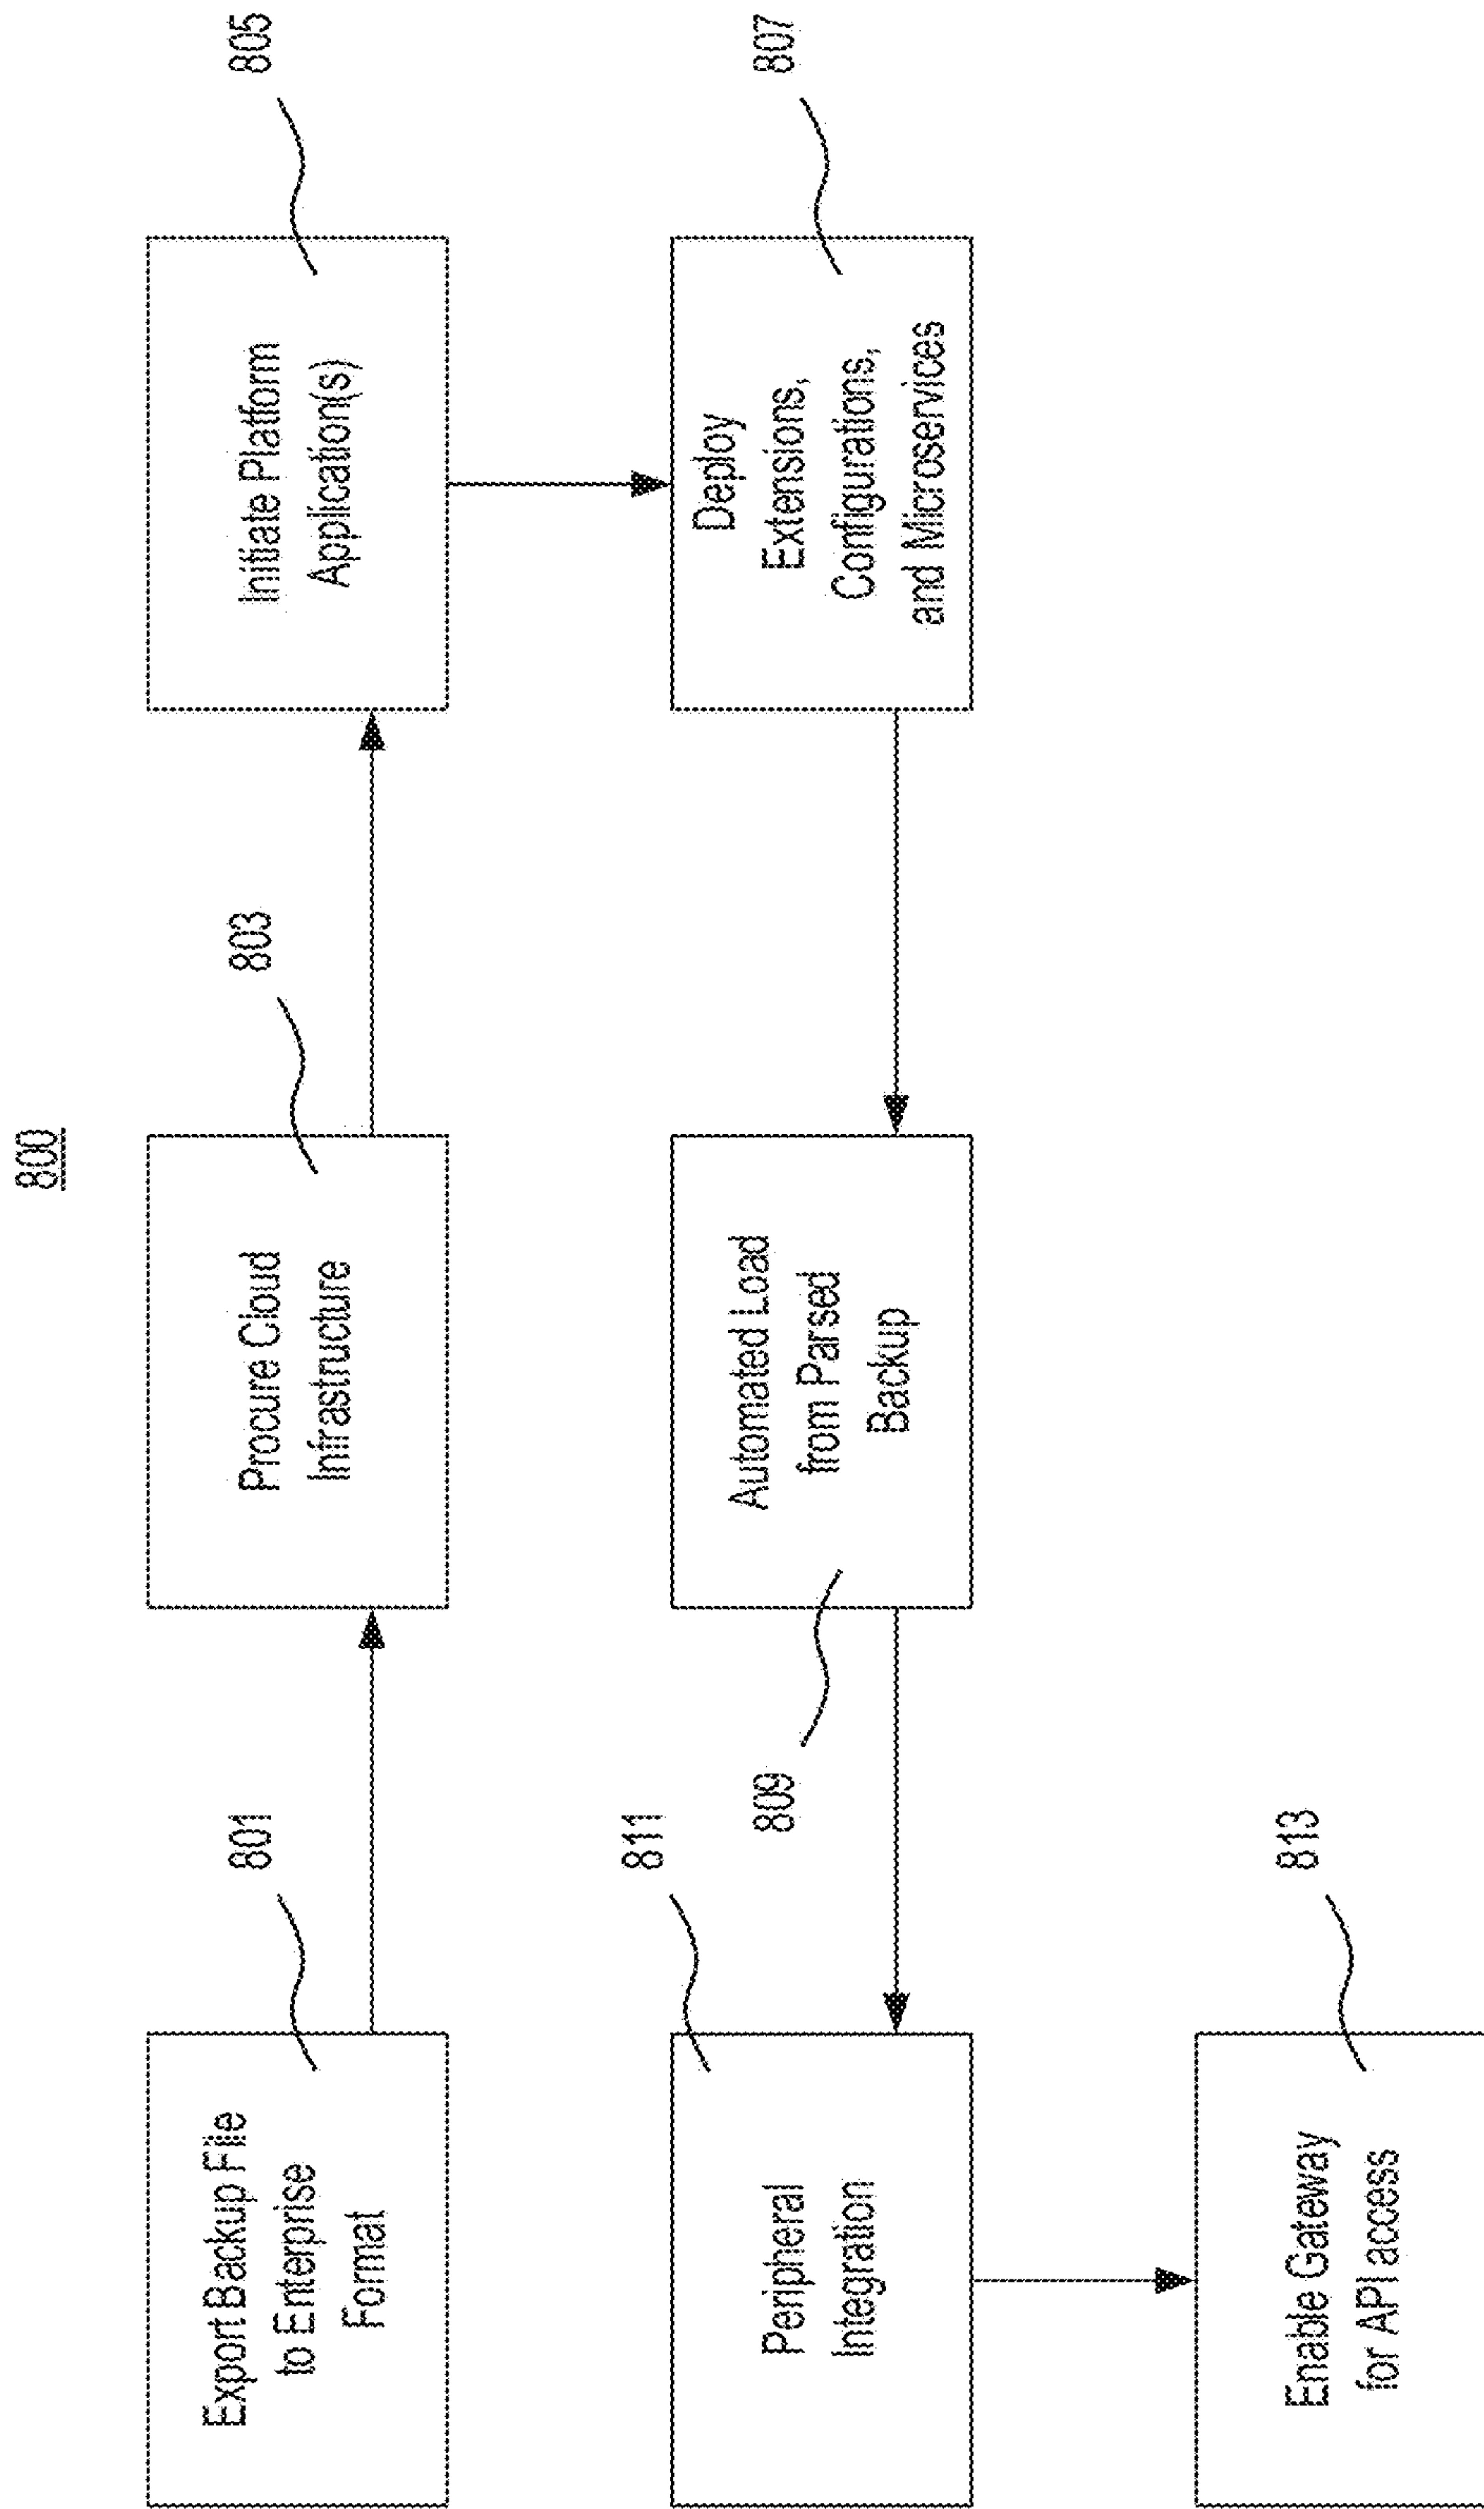 800
801
Export Backup File
to Enterprise
Format
803
Procure Cloud
Infrastructure
805
Initiate Platform
Application(s)
807
Deploy
Extensions,
Configurations,
and Microservices
809
Automated Load
from Parsed
Backup
811
Peripheral
Integration
813
Enable Gateway
for API access